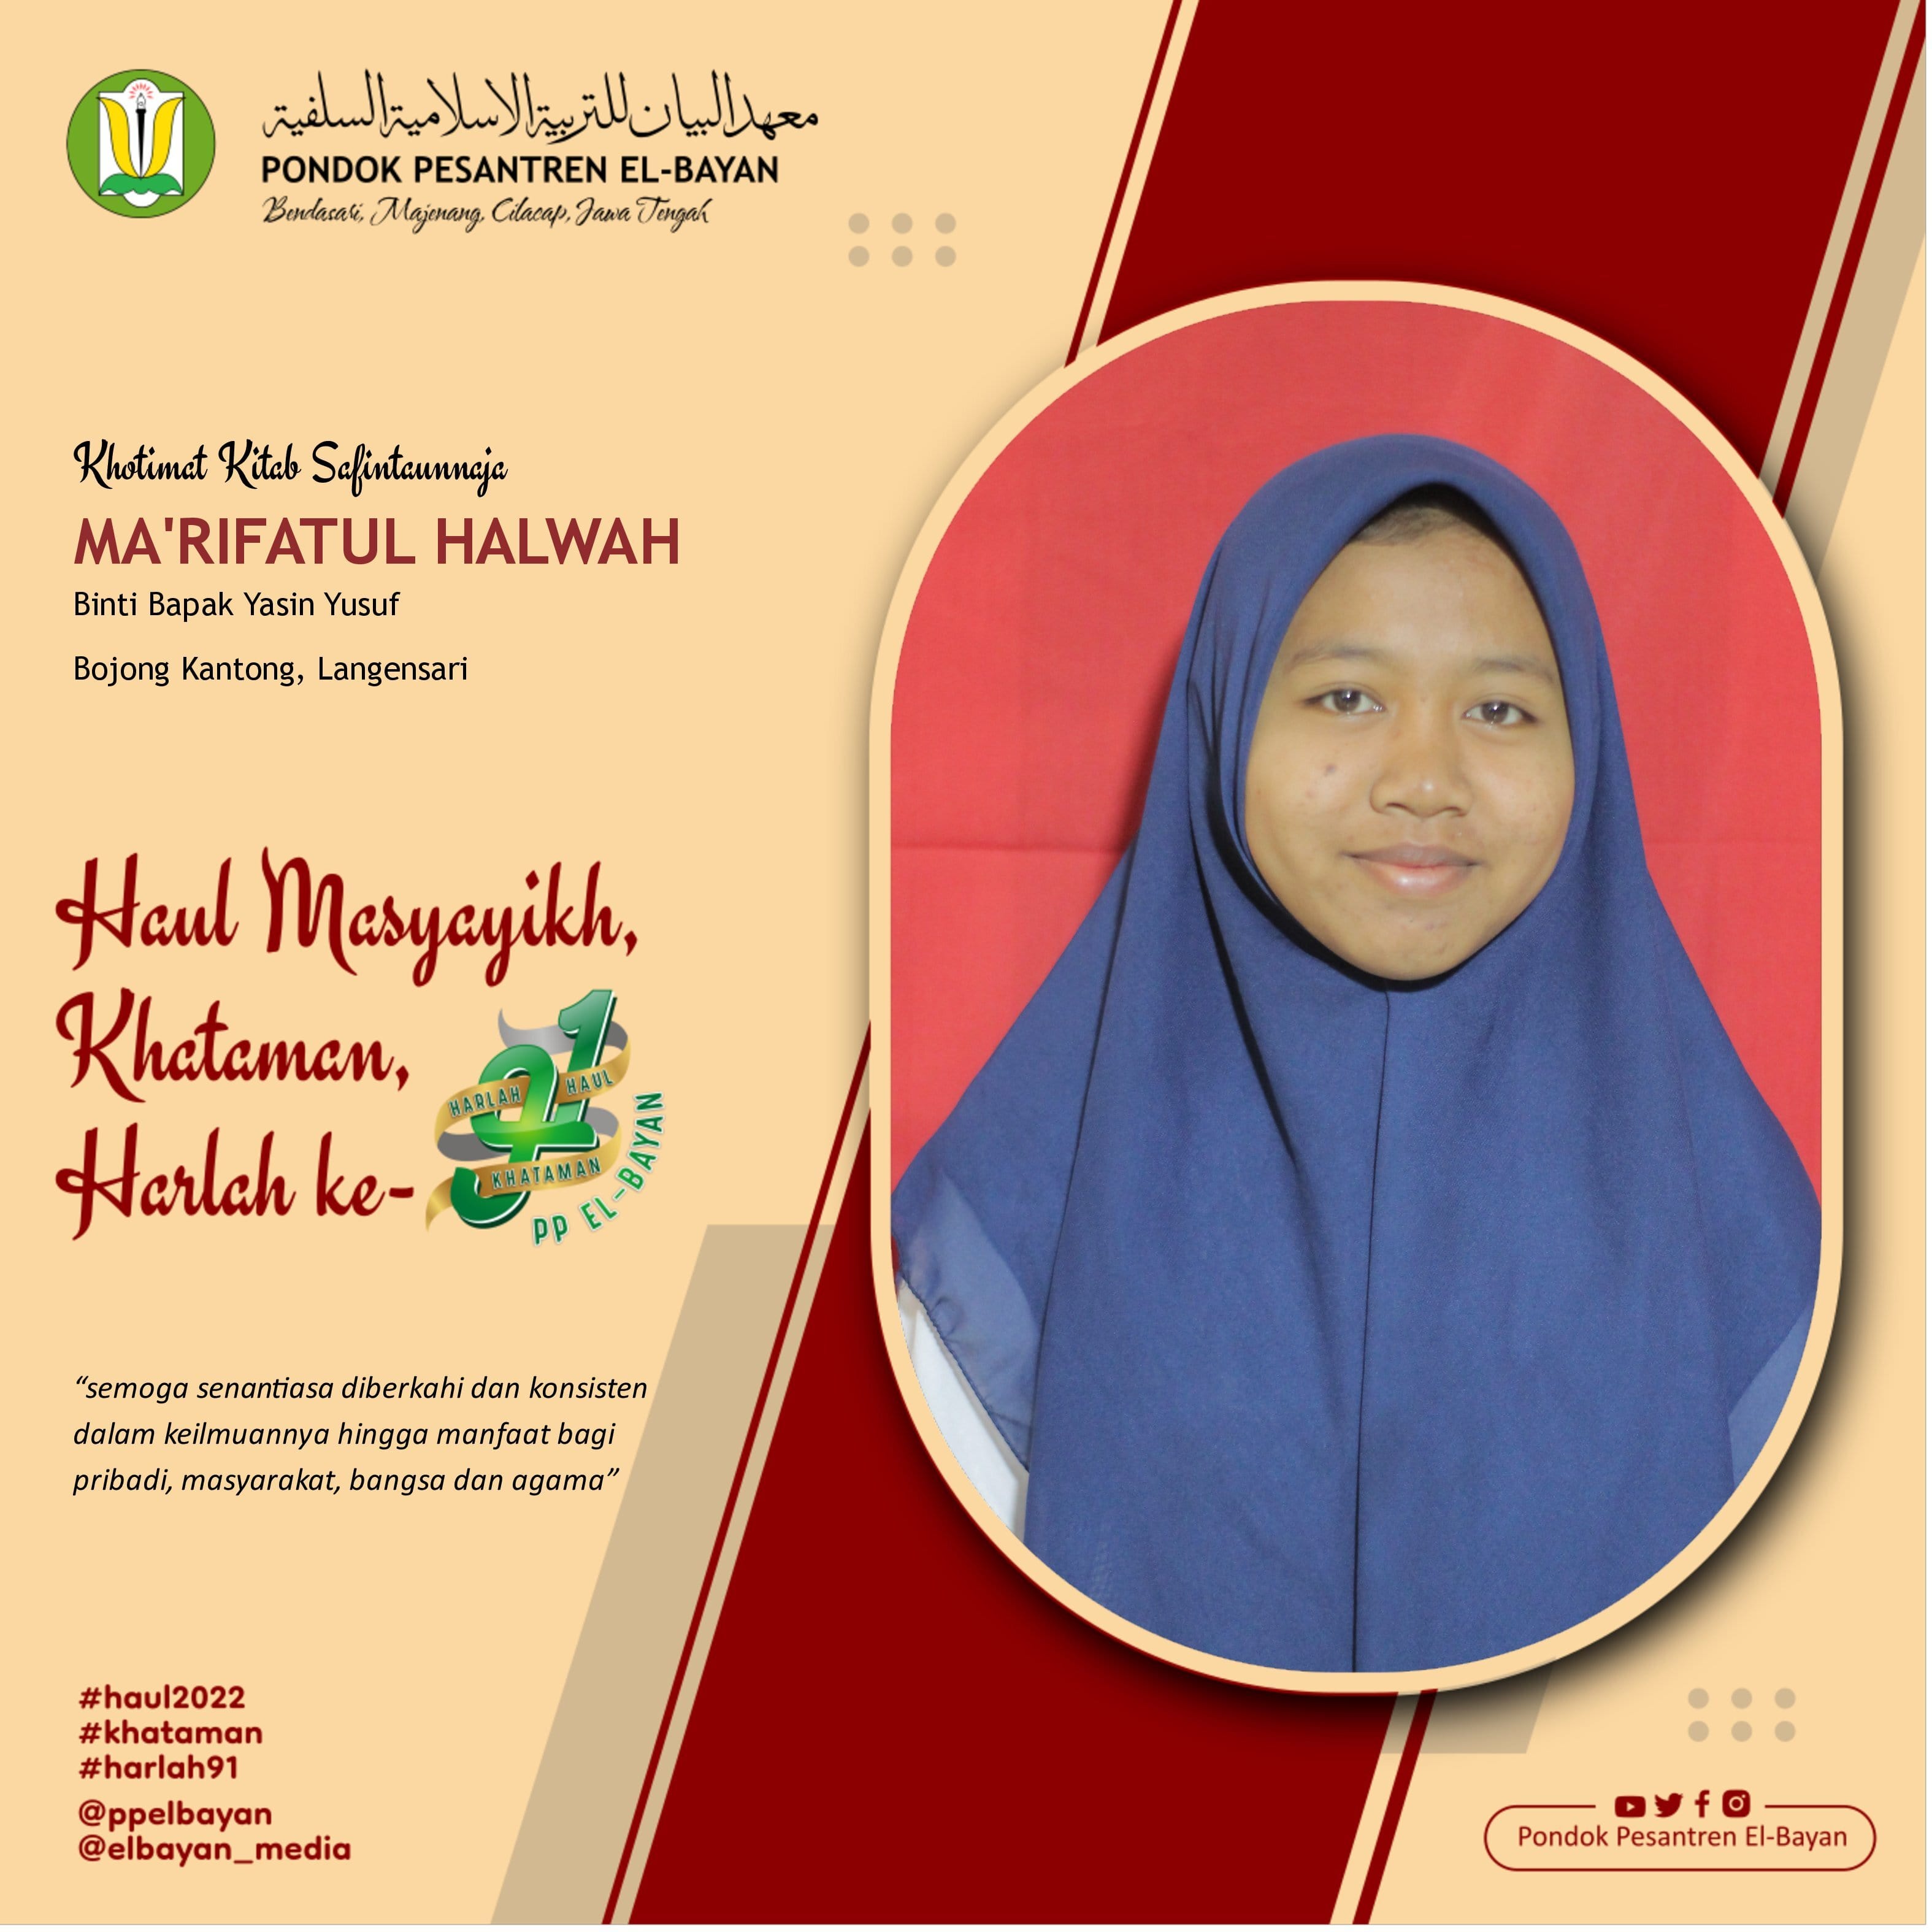 معهد البيان للتربية الاسلامية السلفية
PONDOK PESANTREN EL-BAYAN
Bendasari, Majenang, Cilacap, Jawa Tengah
Khotimat Kitab Safintaunnaja
MA'RIFATUL HALWAH
Binti Bapak Yasin Yusuf
Bojong Kantong, Langensari
Haul Masyayikh,
Khataman,
Harlah ke-
91
HARLAH HAUL
KHATAMAN
PP EL-BAYAN
“semoga senantiasa diberkahi dan konsisten
dalam keilmuannya hingga manfaat bagi
pribadi, masyarakat, bangsa dan agama”
#haul2022
#khataman
#harlah91
@ppelbayan
@elbayan_media
Pondok Pesantren El-Bayan